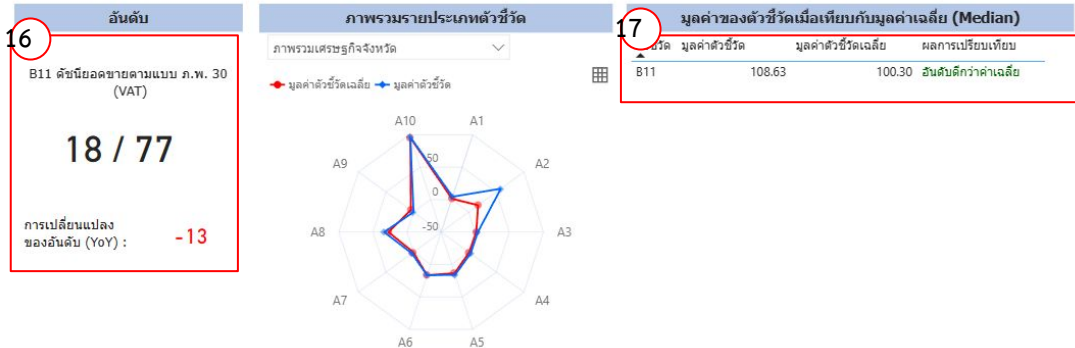 อันดับ
16
B11 ดัชนียอดขายตามแบบ ภ.พ. 30
(VAT)
18 / 77
การเปลี่ยนแปลง
ของอันดับ (YoY) :
-13
ภาพรวมรายประเภทตัวชี้วัด
ภาพรวมเศรษฐกิจจังหวัด
มูลค่าตัวชี้วัดเฉลี่ย มูลค่าตัวชี้วัด
A10 A1
A9 A2
A8 A3
A7 A4
A6 A5
50
0
-50
มูลค่าของตัวชี้วัดเมื่อเทียบกับมูลค่าเฉลี่ย (Median)
17
มูลค่าตัวชี้วัด มูลค่าตัวชี้วัดเฉลี่ย ผลการเปรียบเทียบ
B11 108.63 100.30 อันดับดีกว่าค่าเฉลี่ย